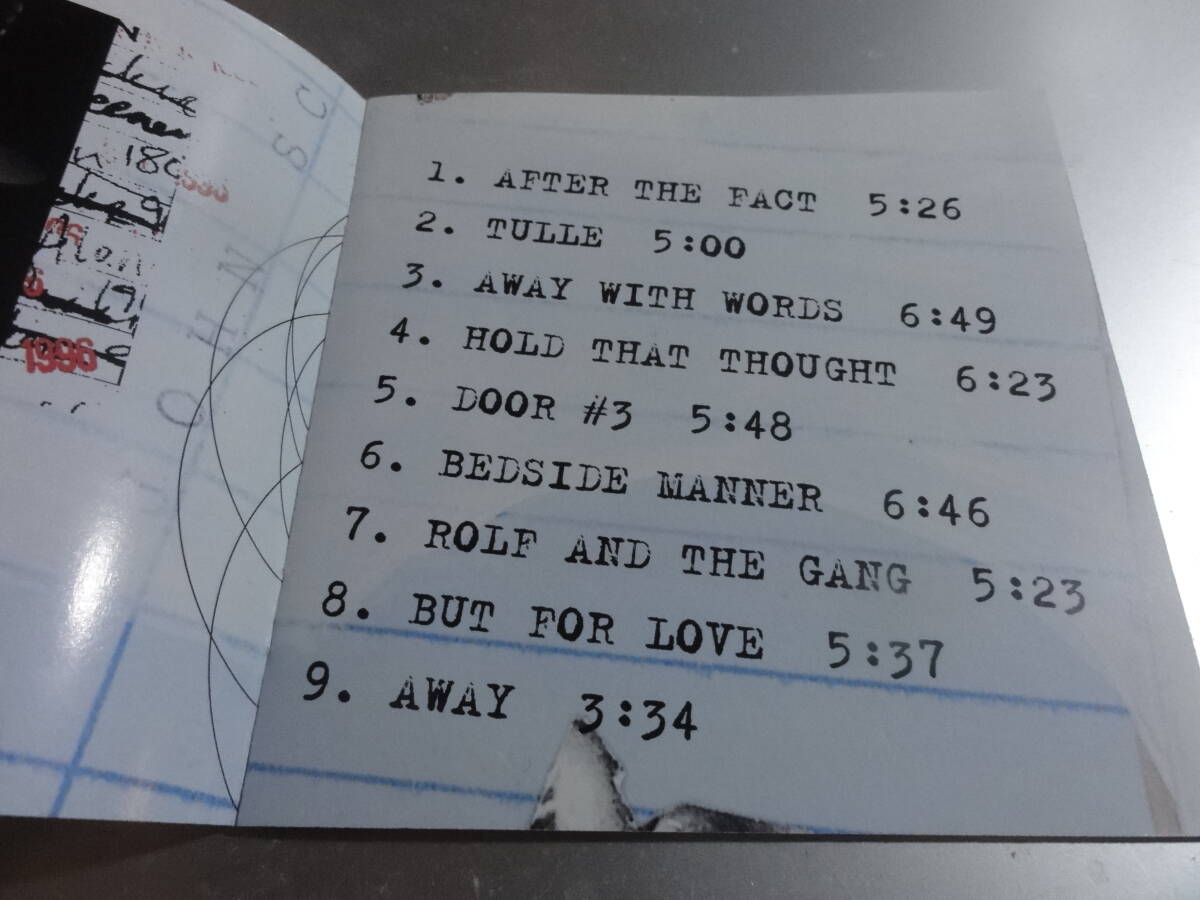 1. AFTER THE FACT 5:26
2. TULLE 5:00
3. AWAY WITH WORDS 6:49
4. HOLD THAT THOUGHT 6:23
5. DOOR #3 5:48
6. BEDSIDE MANNER 6:46
7. ROLF AND THE GANG 5:23
8. BUT FOR LOVE 5:37
9. AWAY 3:34
1996